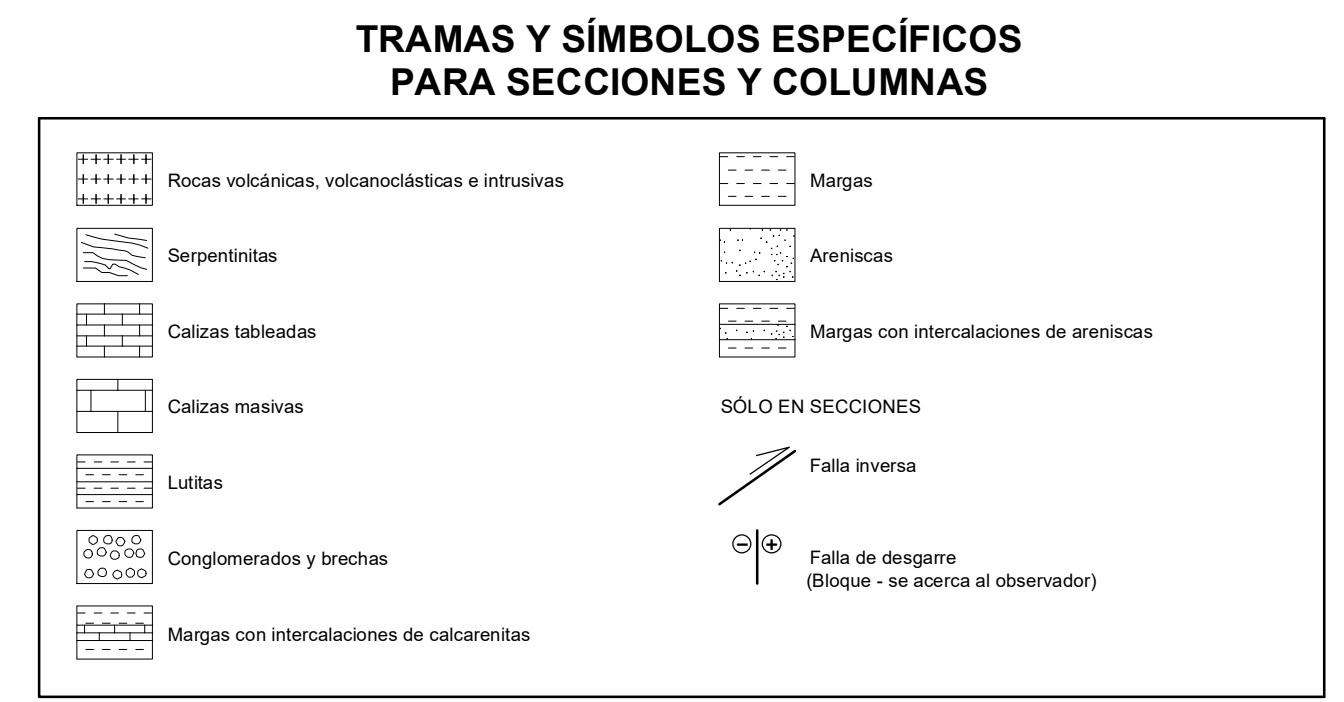 TRAMAS Y SÍMBOLOS ESPECÍFICOS
PARA SECCIONES Y COLUMNAS
Rocas volcánicas, volcanoclásticas e intrusivas
Serpentinitas
Calizas tableadas
Calizas masivas
Lutitas
Conglomerados y brechas
Margas con intercalaciones de calcarenitas
Margas
Areniscas
Margas con intercalaciones de areniscas
SÓLO EN SECCIONES
Falla inversa
Falla de desgarre
(Bloque - se acerca al observador)